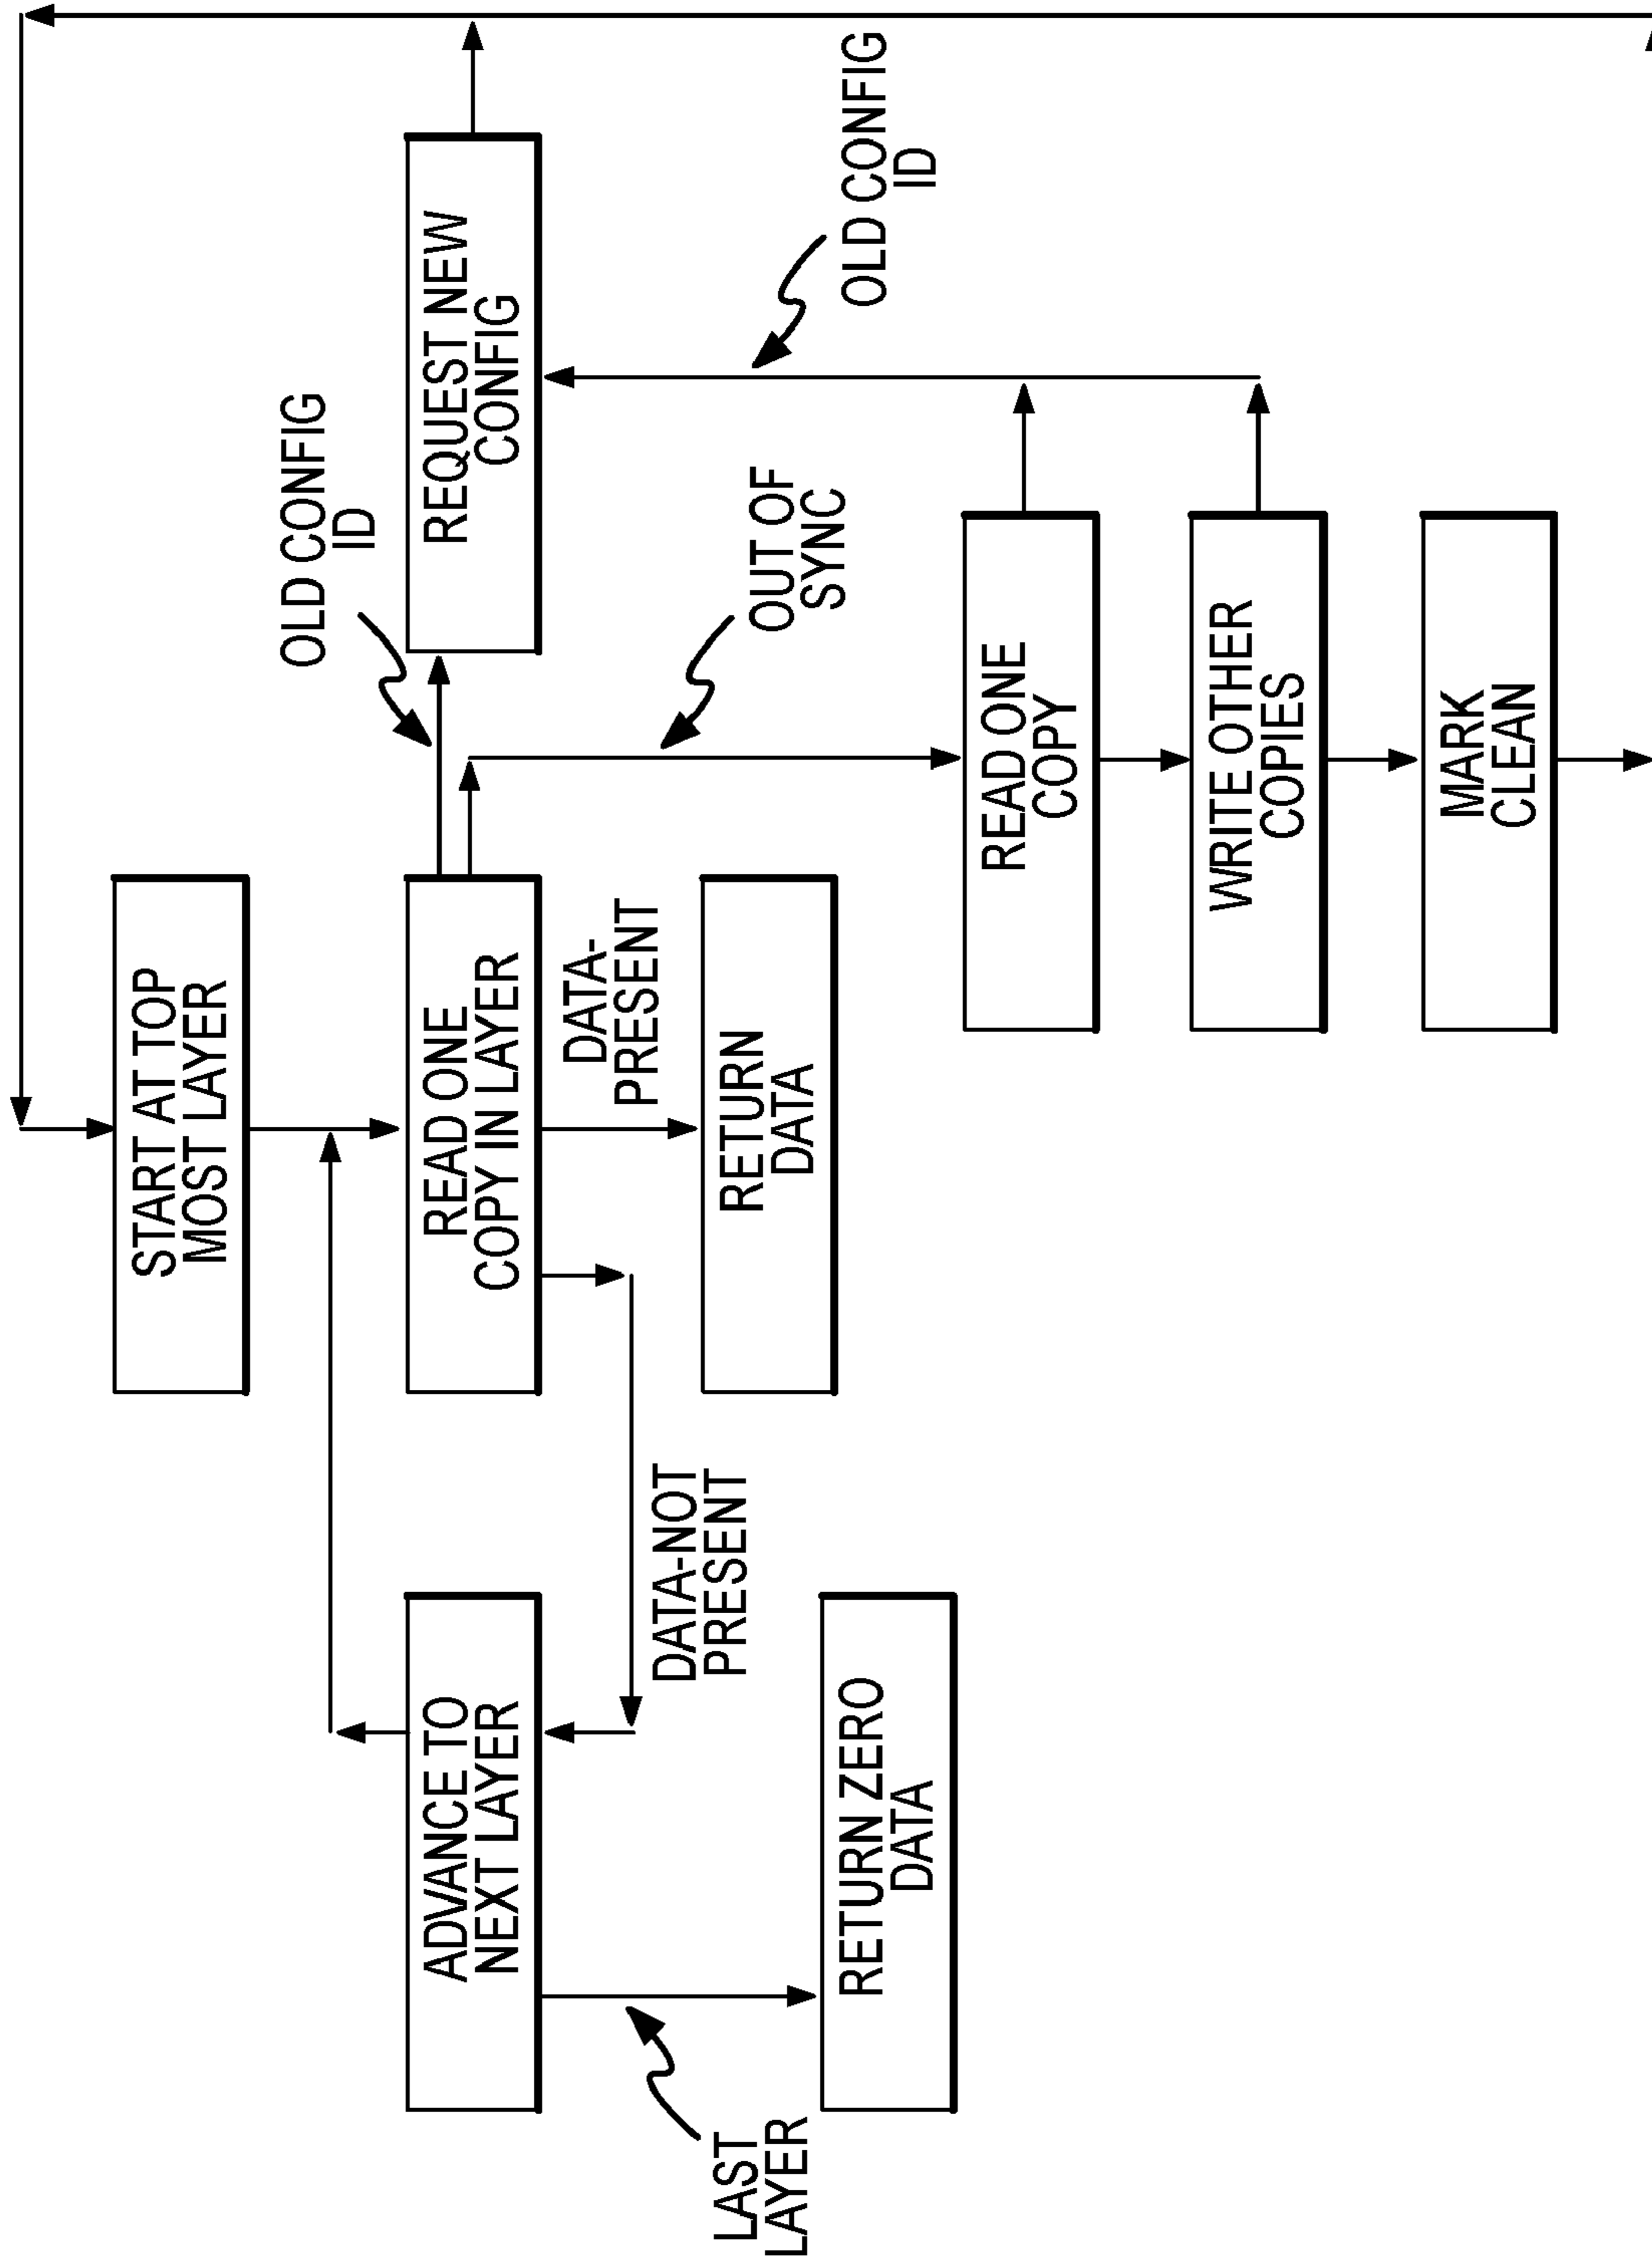 START AT TOP
MOST LAYER
OLD CONFIG
ID
ADVANCE TO
NEXT LAYER
READ ONE
COPY IN LAYER
REQUEST NEW
CONFIG
DATA-
PRESENT
DATA-NOT
PRESENT
OUT OF
SYNC
OLD CONFIG
ID
LAST
LAYER
RETURN
DATA
RETURN ZERO
DATA
READ ONE
COPY
WRITE OTHER
COPIES
MARK
CLEAN